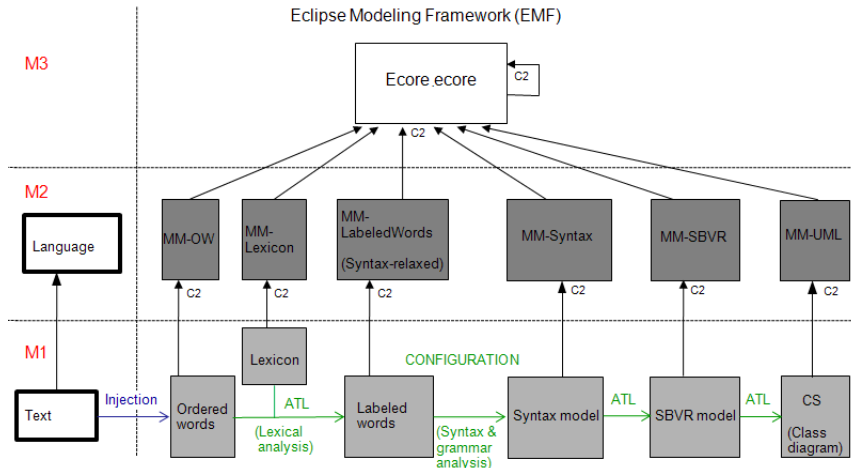 Eclipse Modeling Framework (EMF)
M3
Ecore.ecore
C2
C2
M2
Language
MM-OW
MM-
Lexicon
MM-
LabeledWords
(Syntax-relaxed)
MM-Syntax
MM-SBVR
MM-UML
C2
C2
C2
C2
C2
C2
M1
Lexicon
CONFIGURATION
Text
Injection
Ordered
words
ATL
(Lexical
analysis)
Labeled
words
(Syntax &
grammar
analysis)
Syntax model
ATL
SBVR model
ATL
CS
(Class
diagram)